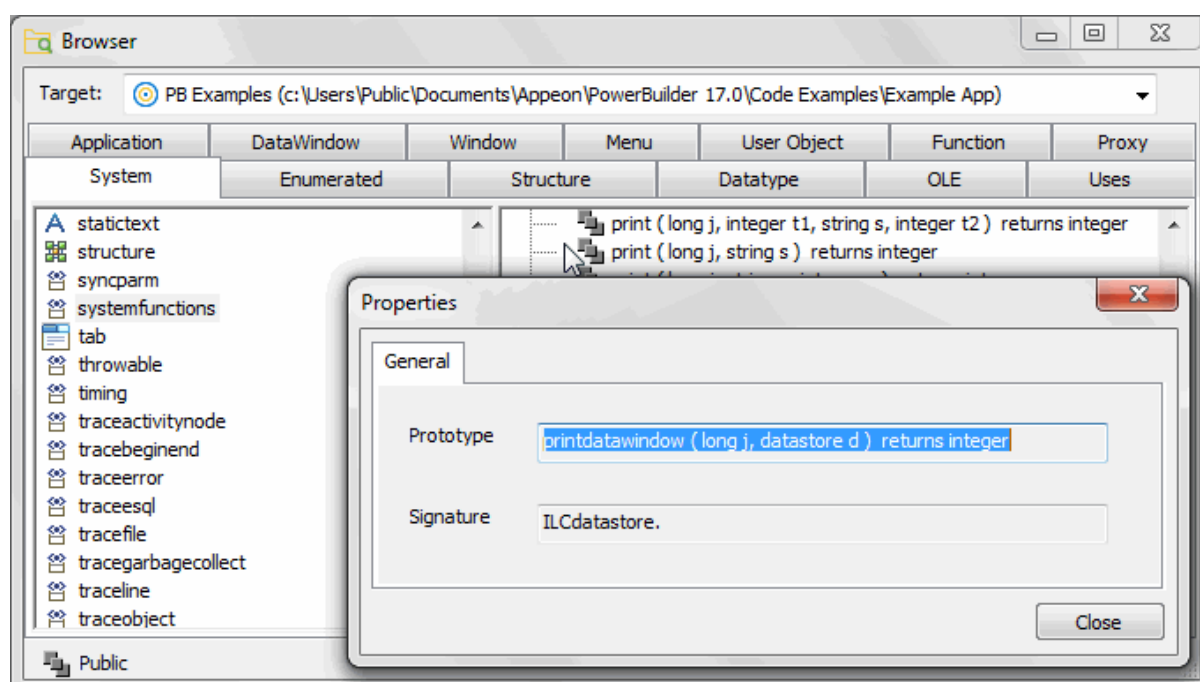 Browser
Target: PB Examples (c:\Users\Public\Documents\Appeon\PowerBuilder 17.0\Code Examples\Example App)
Application DataWindow Window Menu User Object Function Proxy
System Enumerated Structure Datatype OLE Uses
statictext
structure
syncparm
systemfunctions
tab
throwable
timing
traceactivitynode
tracebeginend
traceerror
traceesql
tracefile
tracegarbagecollect
traceline
traceobject
print ( long j, integer t1, string s, integer t2 ) returns integer
print ( long j, string s ) returns integer
Properties
General
Prototype printdatawindow ( long j, datastore d ) returns integer
Signature ILCdatastore.
Close
Public